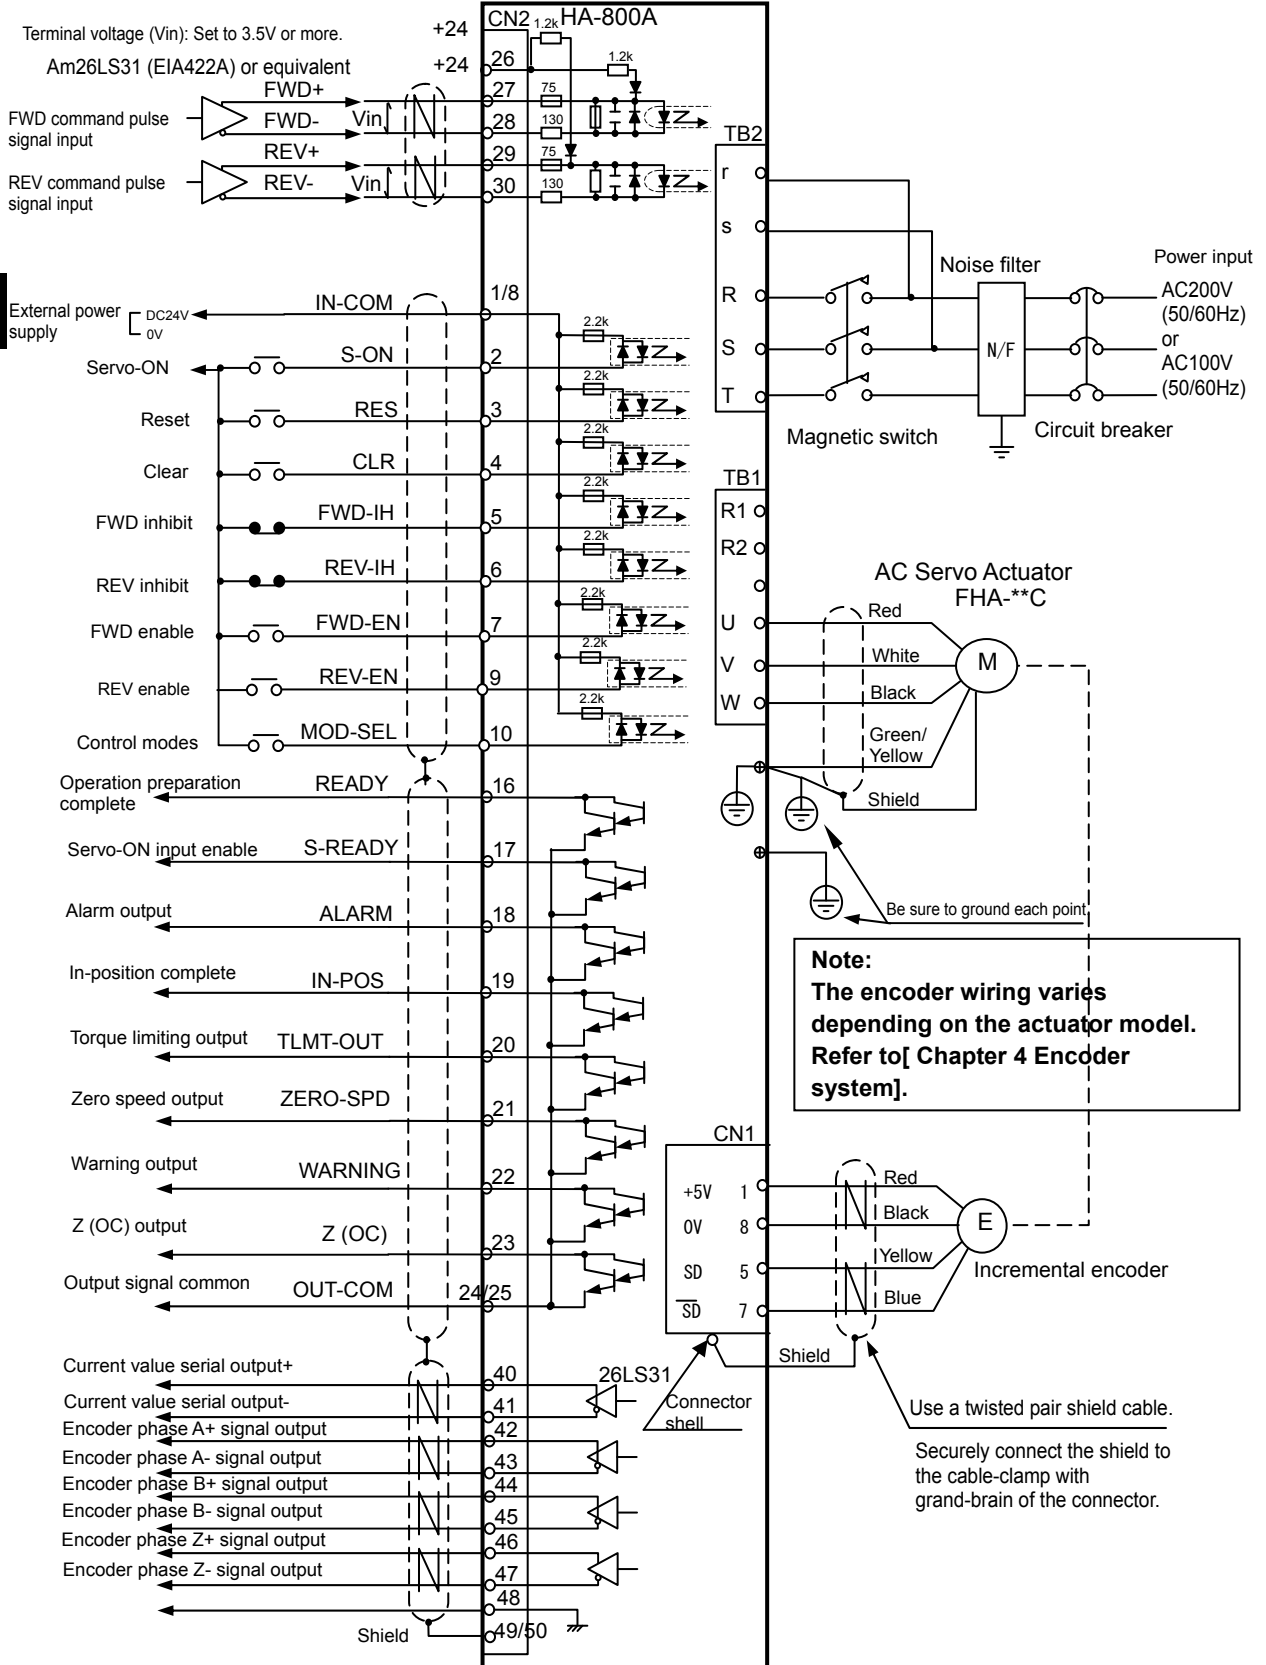 CN2
1.2k
HA-800A
Terminal voltage (Vin): Set to 3.5V or more.
+24
Am26LS31 (EIA422A) or equivalent
+24
26
1.2k
FWD+
27
75
FWD command pulse
signal input
FWD-
Vin
28
130
REV+
29
75
REV command pulse
signal input
REV-
Vin
30
130
TB2
r
s
R
S
T
Noise filter
N/F
Power input
AC200V
(50/60Hz)
or
AC100V
(50/60Hz)
Magnetic switch
Circuit breaker
External power
supply
DC24V
0V
IN-COM
1/8
2.2k
Servo-ON
S-ON
2
2.2k
Reset
RES
3
2.2k
Clear
CLR
4
2.2k
FWD inhibit
FWD-IH
5
2.2k
REV inhibit
REV-IH
6
2.2k
FWD enable
FWD-EN
7
2.2k
REV enable
REV-EN
9
2.2k
Control modes
MOD-SEL
10
TB1
R1
R2
U
V
W
AC Servo Actuator
FHA-**C
Red
White
Black
Green/
Yellow
Shield
M
Be sure to ground each point
Operation preparation
complete
READY
16
Servo-ON input enable
S-READY
17
Alarm output
ALARM
18
In-position complete
IN-POS
19
Torque limiting output
TLMT-OUT
20
Zero speed output
ZERO-SPD
21
Warning output
WARNING
22
Z (OC) output
Z (OC)
23
Output signal common
OUT-COM
24/25
Note:
The encoder wiring varies
depending on the actuator model.
Refer to[ Chapter 4 Encoder
system].
CN1
+5V 1
0V 8
SD 5
SD 7
Red
Black
Yellow
Blue
E
Incremental encoder
Shield
Connector
shell
Use a twisted pair shield cable.
Securely connect the shield to
the cable-clamp with
grand-brain of the connector.
Current value serial output+
40
26LS31
Current value serial output-
41
Encoder phase A+ signal output
42
Encoder phase A- signal output
43
Encoder phase B+ signal output
44
Encoder phase B- signal output
45
Encoder phase Z+ signal output
46
Encoder phase Z- signal output
47
48
Shield
49/50